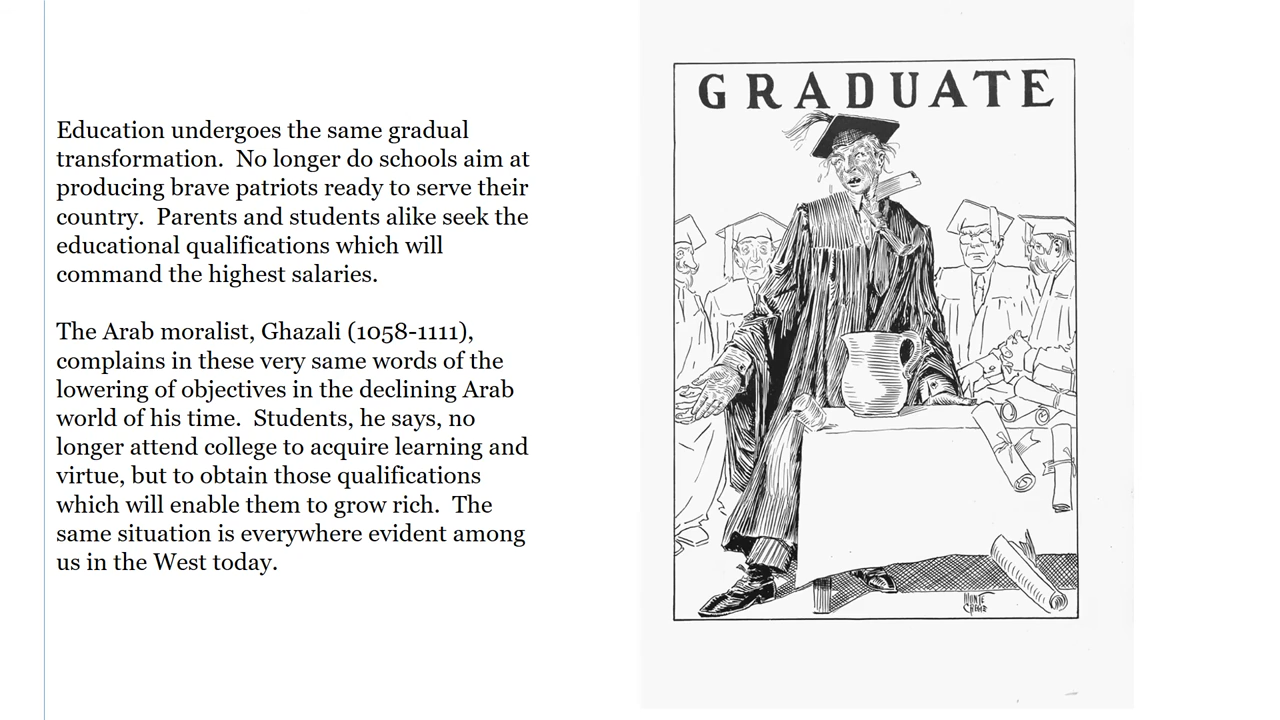 Education undergoes the same gradual
transformation.  No longer do schools aim at
producing brave patriots ready to serve their
country.  Parents and students alike seek the
educational qualifications which will
command the highest salaries.
The Arab moralist, Ghazali (1058-1111),
complains in these very same words of the
lowering of objectives in the declining Arab
world of his time.  Students, he says, no
longer attend college to acquire learning and
virtue, but to obtain those qualifications
which will enable them to grow rich.  The
same situation is everywhere evident among
us in the West today.
GRADUATE
MONTE